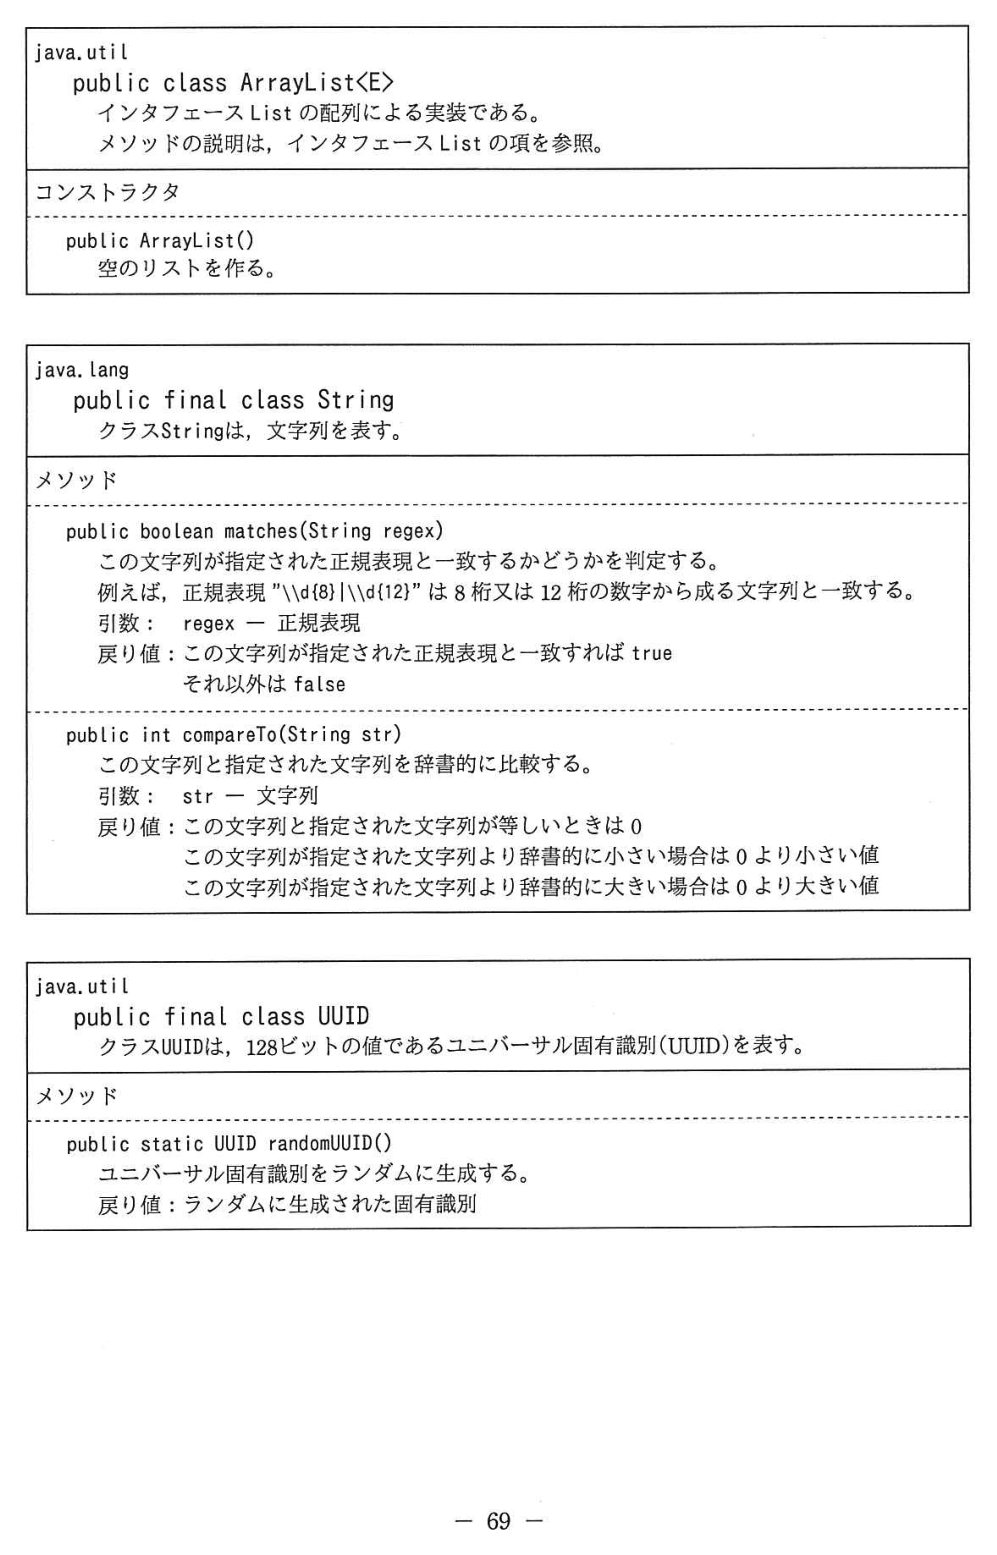 java.util
public class ArrayList<E>
インタフェース List の配列による実装である。
メソッドの説明は，インタフェース List の項を参照。
コンストラクタ
public ArrayList()
空のリストを作る。
java.lang
public final class String
クラスStringは，文字列を表す。
メソッド
public boolean matches(String regex)
この文字列が指定された正規表現と一致するかどうかを判定する。
例えば，正規表現 "\\d{8}|\\d{12}" は 8 桁又は 12 桁の数字から成る文字列と一致する。
引数： regex ― 正規表現
戻り値：この文字列が指定された正規表現と一致すれば true
それ以外は false
public int compareTo(String str)
この文字列と指定された文字列を辞書的に比較する。
引数： str ― 文字列
戻り値：この文字列と指定された文字列が等しいときは 0
この文字列が指定された文字列より辞書的に小さい場合は 0 より小さい値
この文字列が指定された文字列より辞書的に大きい場合は 0 より大きい値
java.util
public final class UUID
クラスUUIDは，128ビットの値であるユニバーサル固有識別(UUID)を表す。
メソッド
public static UUID randomUUID()
ユニバーサル固有識別をランダムに生成する。
戻り値：ランダムに生成された固有識別
― 69 ―